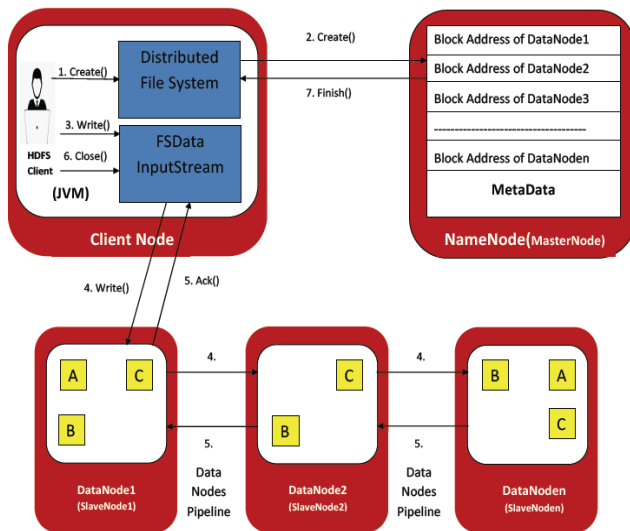 Distributed
File System
1. Create()
3. Write()
FSData
InputStream
6. Close()
HDFS
Client
(JVM)
Client Node
2. Create()
7. Finish()
Block Address of DataNode1
Block Address of DataNode2
Block Address of DataNode3
----------------------------------------
Block Address of DataNoden
MetaData
NameNode(MasterNode)
4. Write()
5. Ack()
A
C
B
DataNode1
(SlaveNode1)
4.
5.
Data
Nodes
Pipeline
C
B
DataNode2
(SlaveNode2)
4.
5.
Data
Nodes
Pipeline
B
A
C
DataNoden
(SlaveNoden)